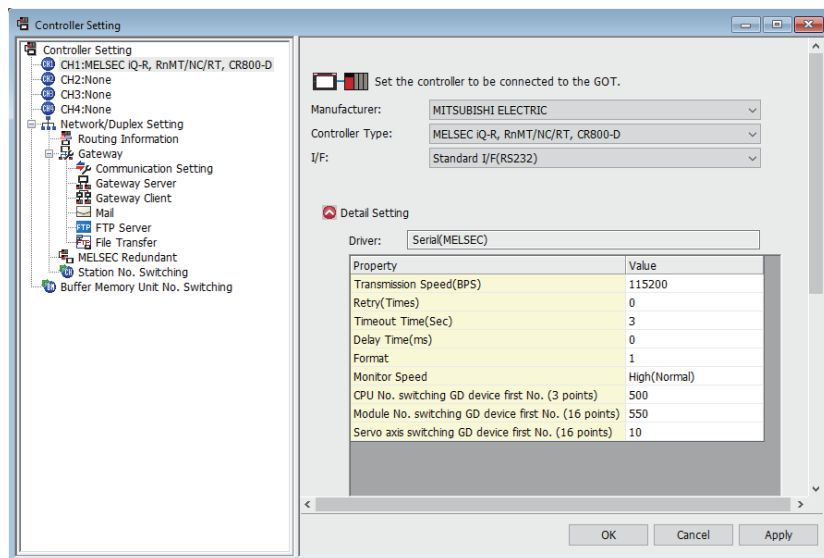 Controller Setting
Controller Setting
CH1:MELSEC iQ-R, RnMT/NC/RT, CR800-D
CH2:None
CH3:None
CH4:None
Network/Duplex Setting
Routing Information
Gateway
Communication Setting
Gateway Server
Gateway Client
Mail
FTP Server
File Transfer
MELSEC Redundant
Station No. Switching
Buffer Memory Unit No. Switching
Set the controller to be connected to the GOT.
Manufacturer: MITSUBISHI ELECTRIC
Controller Type: MELSEC iQ-R, RnMT/NC/RT, CR800-D
I/F: Standard I/F(RS232)
Detail Setting
Driver: Serial(MELSEC)
Property Value
Transmission Speed(BPS) 115200
Retry(Times) 0
Timeout Time(Sec) 3
Delay Time(ms) 0
Format 1
Monitor Speed High(Normal)
CPU No. switching GD device first No. (3 points) 500
Module No. switching GD device first No. (16 points) 550
Servo axis switching GD device first No. (16 points) 10
OK Cancel Apply